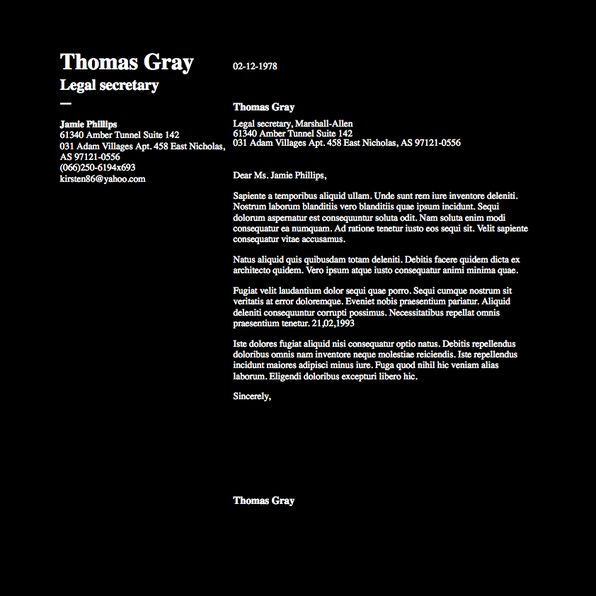 Thomas Gray
Legal secretary
Jamie Phillips
61340 Amber Tunnel Suite 142
031 Adam Villages Apt. 458 East Nicholas,
AS 97121-0556
(066)250-6194x693
kirsten86@yahoo.com
02-12-1978
Thomas Gray
Legal secretary, Marshall-Allen
61340 Amber Tunnel Suite 142
031 Adam Villages Apt. 458 East Nicholas, AS 97121-0556
Dear Ms. Jamie Phillips,
Sapiente a temporibus aliquid ullam. Unde sunt rem iure inventore deleniti.
Nostrum laborum blanditiis vero blanditiis quae ipsum incidunt. Sequi
dolorum aspernatur est consequuntur soluta odit. Nam soluta enim modi
consequatur ea numquam. Ad ratione tenetur iusto eos sequi sit. Velit sapiente
consequatur vitae accusamus.
Natus aliquid quis quibusdam totam deleniti. Debitis facere quidem dicta ex
architecto quidem. Vero ipsum atque iusto consequatur animi minima quae.
Fugiat velit laudantium dolor sequi quae porro. Sequi cumque nostrum sit
veritatis at error doloremque. Eveniet nobis praesentium pariatur. Aliquid
deleniti consequuntur corrupti possimus. Necessitatibus repellat omnis
praesentium tenetur. 21,02,1993
Iste dolores fugiat aliquid nisi consequatur optio natus. Debitis repellendus
doloribus omnis nam inventore neque molestiae reiciendis. Iste repellendus
incidunt maiores adipisci minus iure. Fuga quod nihil hic veniam alias
laborum. Eligendi doloribus excepturi libero hic.
Sincerely,
Thomas Gray